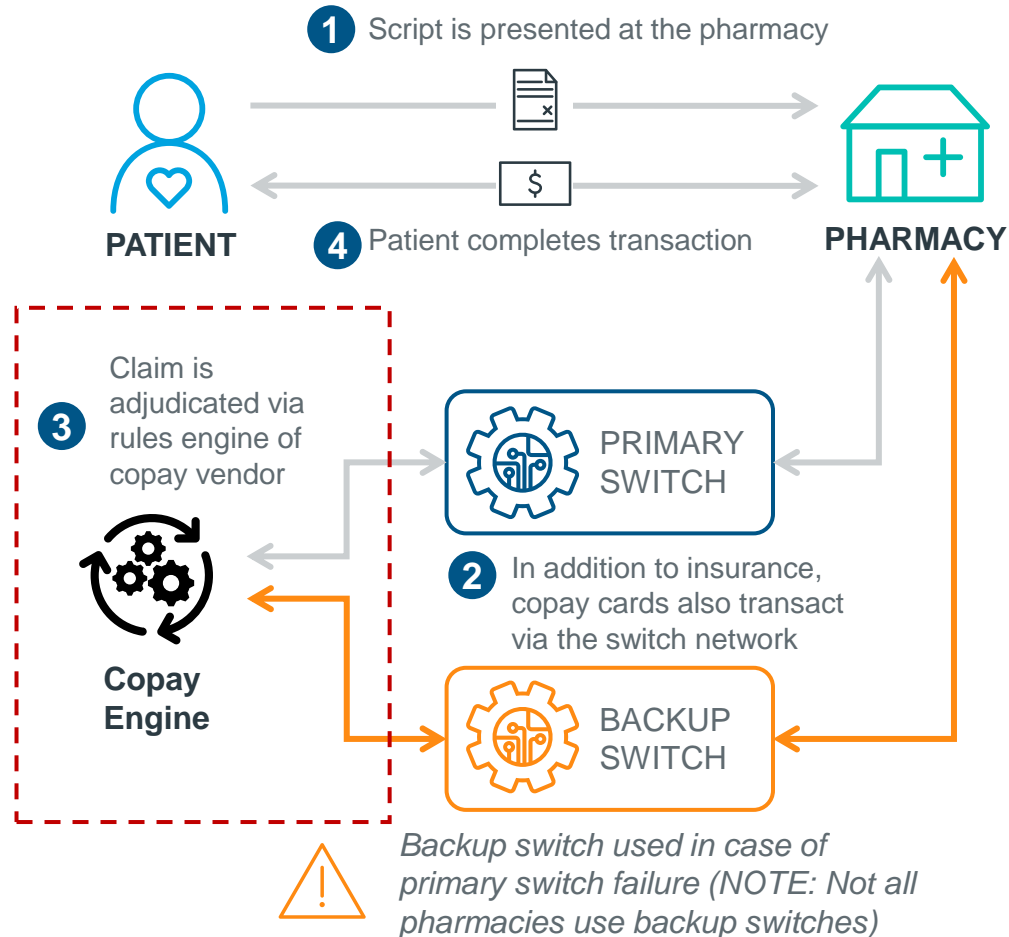 1 Script is presented at the pharmacy
x
$
PATIENT
4 Patient completes transaction
PHARMACY
3
Claim is
adjudicated via
rules engine of
copay vendor
PRIMARY
SWITCH
2 In addition to insurance,
copay cards also transact
via the switch network
Copay
Engine
BACKUP
SWITCH
! Backup switch used in case of
primary switch failure (NOTE: Not all
pharmacies use backup switches)